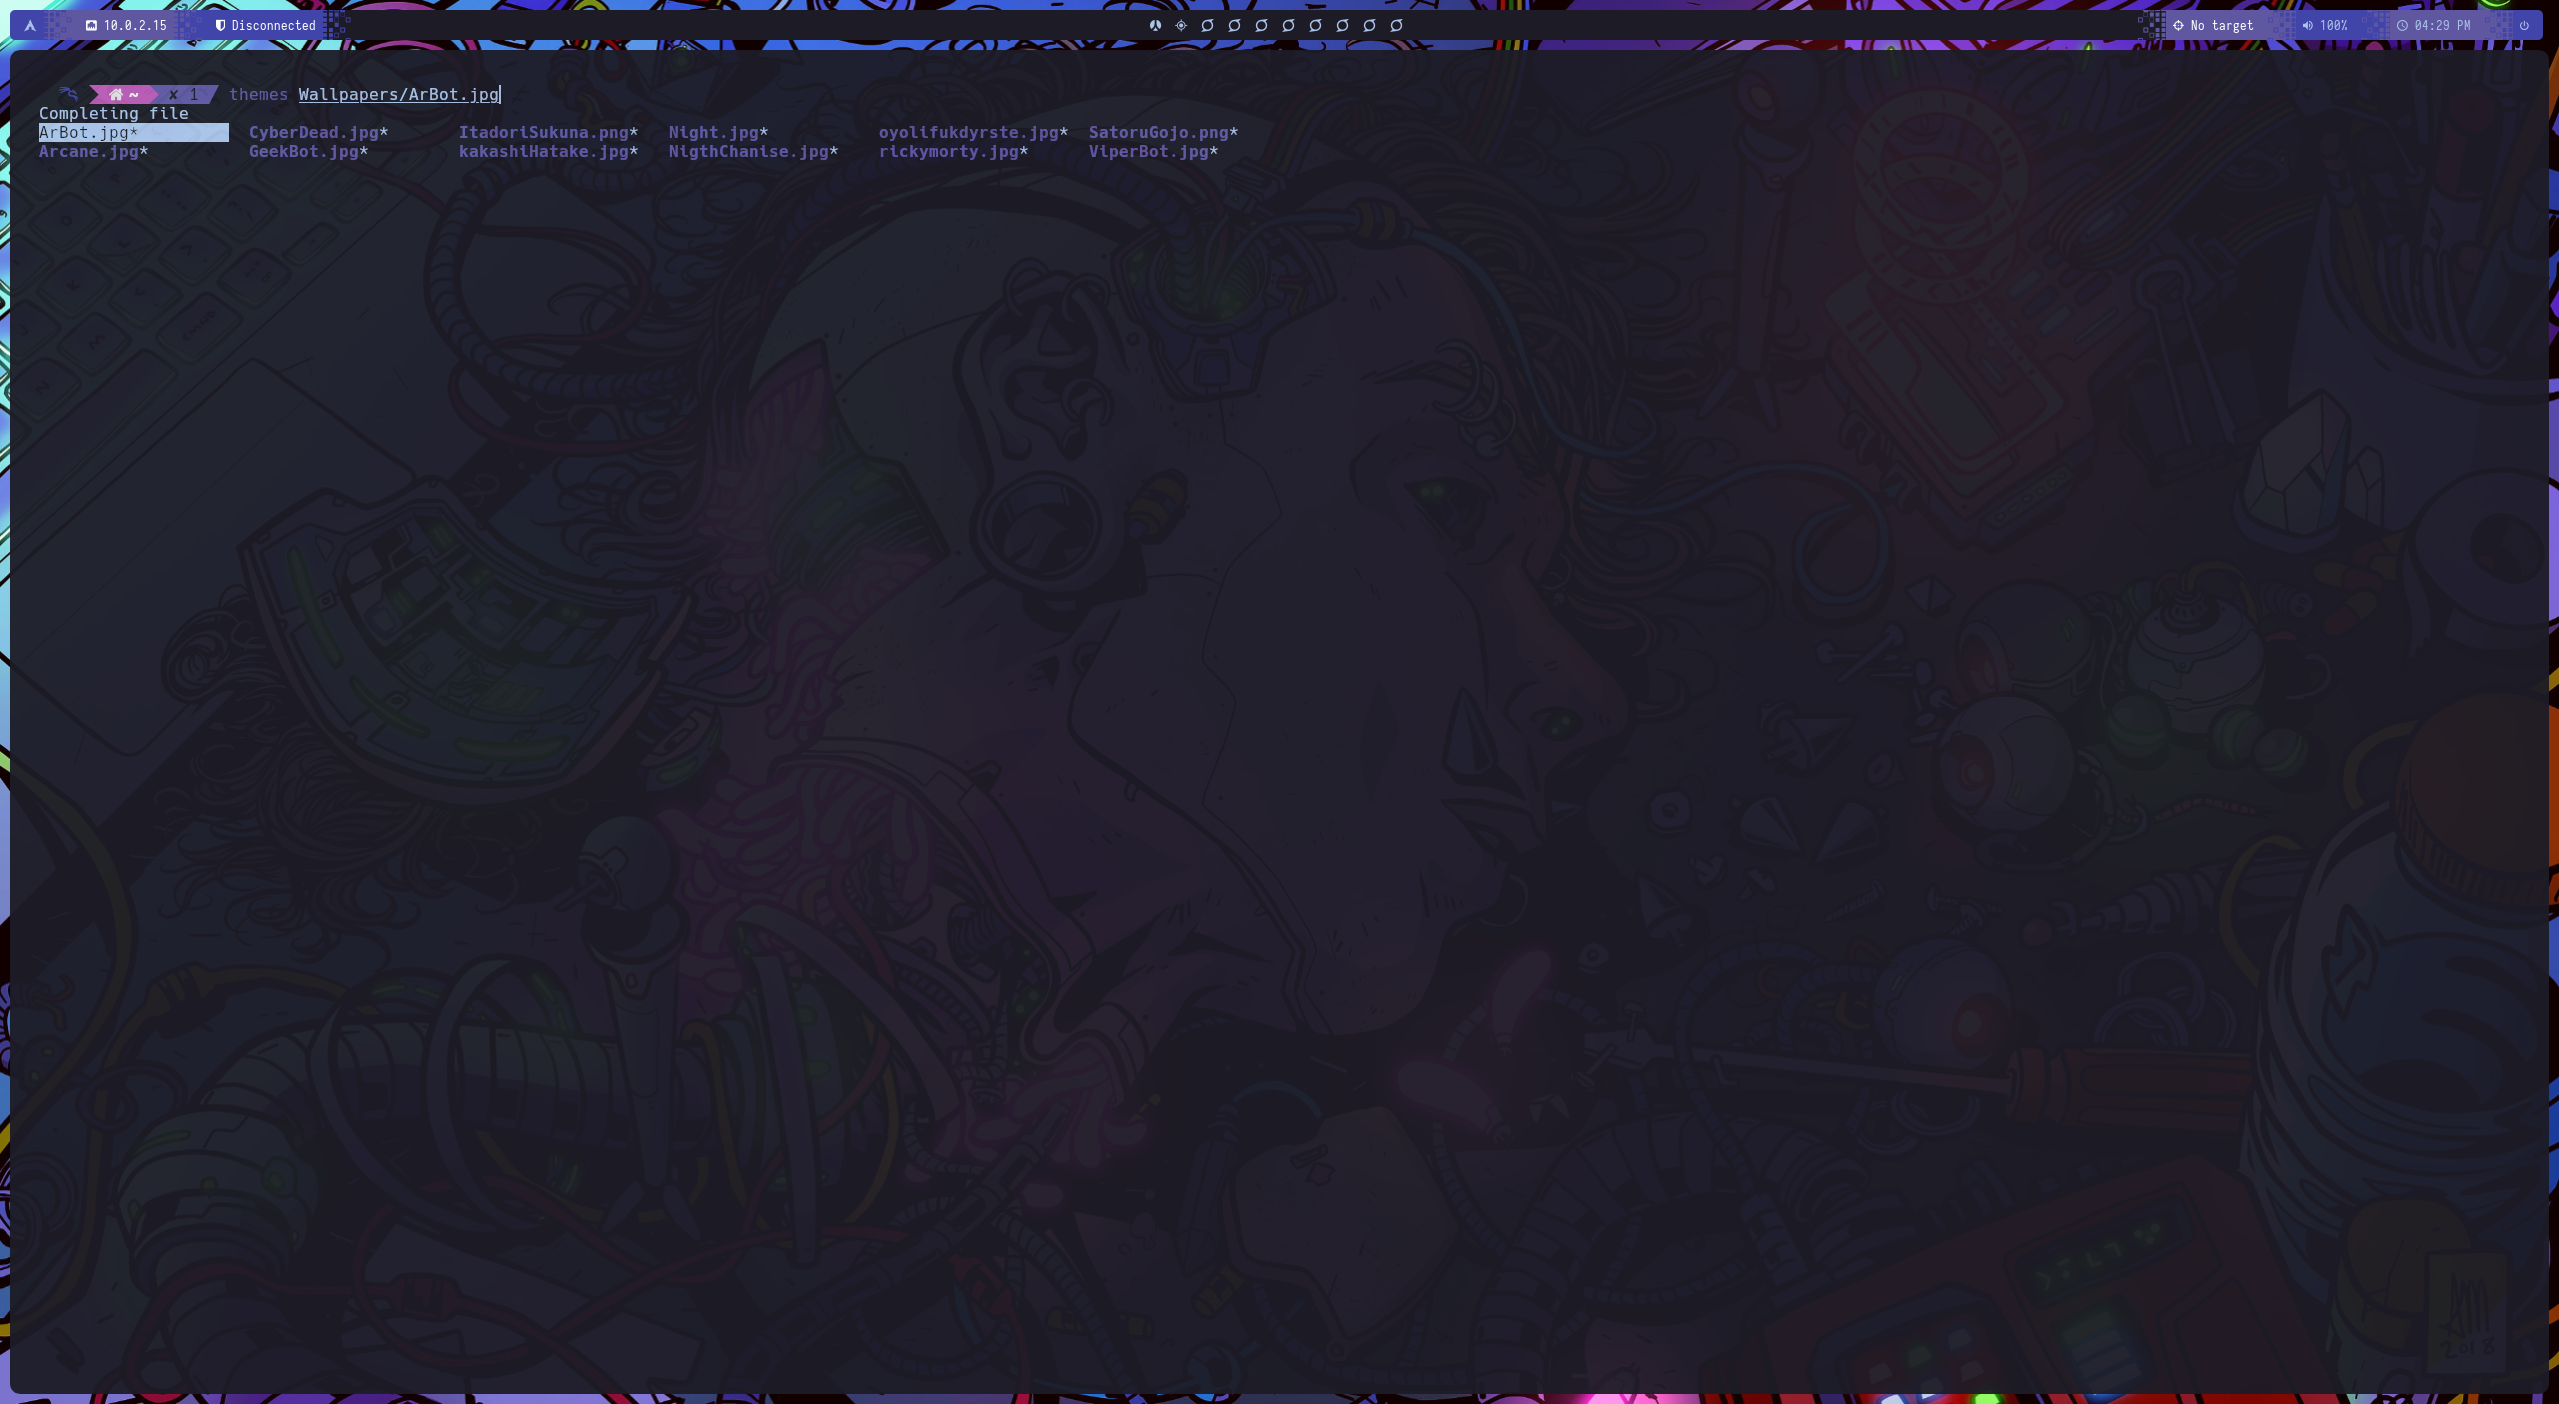 10.0.2.15 Disconnected No target 100% 04:29 PM
~ ✘ 1 themes Wallpapers/ArBot.jpg
Completing file
ArBot.jpg* CyberDead.jpg* ItadoriSukuna.png* Night.jpg* oyolifukdyrste.jpg* SatoruGojo.png*
Arcane.jpg* GeekBot.jpg* kakashiHatake.jpg* NigthChanise.jpg* rickymorty.jpg* ViperBot.jpg*
2018